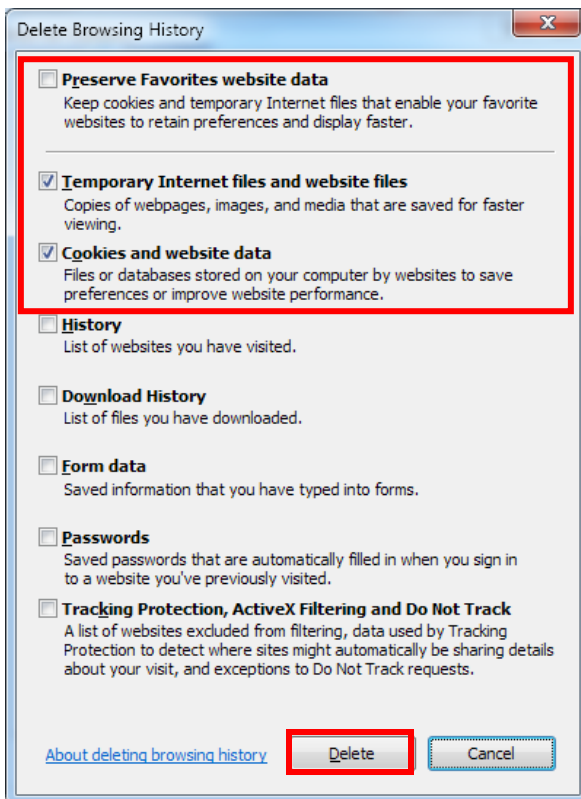 Delete Browsing History
Preserve Favorites website data
Keep cookies and temporary Internet files that enable your favorite
websites to retain preferences and display faster.
Temporary Internet files and website files
Copies of webpages, images, and media that are saved for faster
viewing.
Cookies and website data
Files or databases stored on your computer by websites to save
preferences or improve website performance.
History
List of websites you have visited.
Download History
List of files you have downloaded.
Form data
Saved information that you have typed into forms.
Passwords
Saved passwords that are automatically filled in when you sign in
to a website you've previously visited.
Tracking Protection, ActiveX Filtering and Do Not Track
A list of websites excluded from filtering, data used by Tracking
Protection to detect where sites might automatically be sharing details
about your visit, and exceptions to Do Not Track requests.
About deleting browsing history Delete Cancel